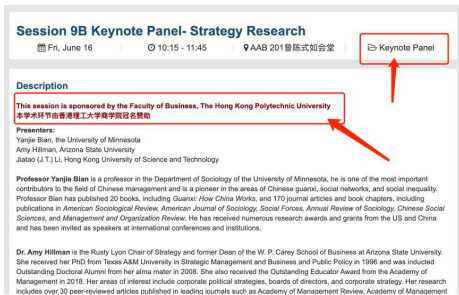 Session 9B Keynote Panel- Strategy Research
Fri, June 16 10:15 - 11:45 AAB 201曾陈式如会堂 Keynote Panel
Description
This session is sponsored by the Faculty of Business, The Hong Kong Polytechnic University
本学术环节由香港理工大学商学院冠名赞助
Presenters:
Yanjie Bian, the University of Minnesota
Amy Hillman, Arizona State University
Jiatao (J.T.) Li, Hong Kong University of Science and Technology
Professor Yanjie Bian is a professor in the Department of Sociology of the University of Minnesota, he is one of the most important
contributors to the field of Chinese management and is a pioneer in the areas of Chinese guanxi, social networks, and social inequality.
Professor Bian has published 20 books, including Guanxi: How China Works, and 170 journal articles and book chapters, including
publications in American Sociological Review, American Journal of Sociology, Social Forces, Annual Review of Sociology, Chinese Social
Sciences, and Management and Organization Review. He has received numerous research awards and grants from the US and China
and has been invited as speakers at international conferences and institutions.
Dr. Amy Hillman is the Rusty Lyon Chair of Strategy and former Dean of the W. P. Carey School of Business at Arizona State University.
She received her PhD from Texas A&M University in Strategic Management and Business and Public Policy in 1996 and was inducted
Outstanding Doctoral Alumni from her alma mater in 2008. She also received the Outstanding Educator Award from the Academy of
Management in 2018. Her areas of interest include corporate political strategies, boards of directors, and corporate strategy. Her research
includes over 30 peer-reviewed articles published in leading journals such as Academy of Management Review, Academy of Management